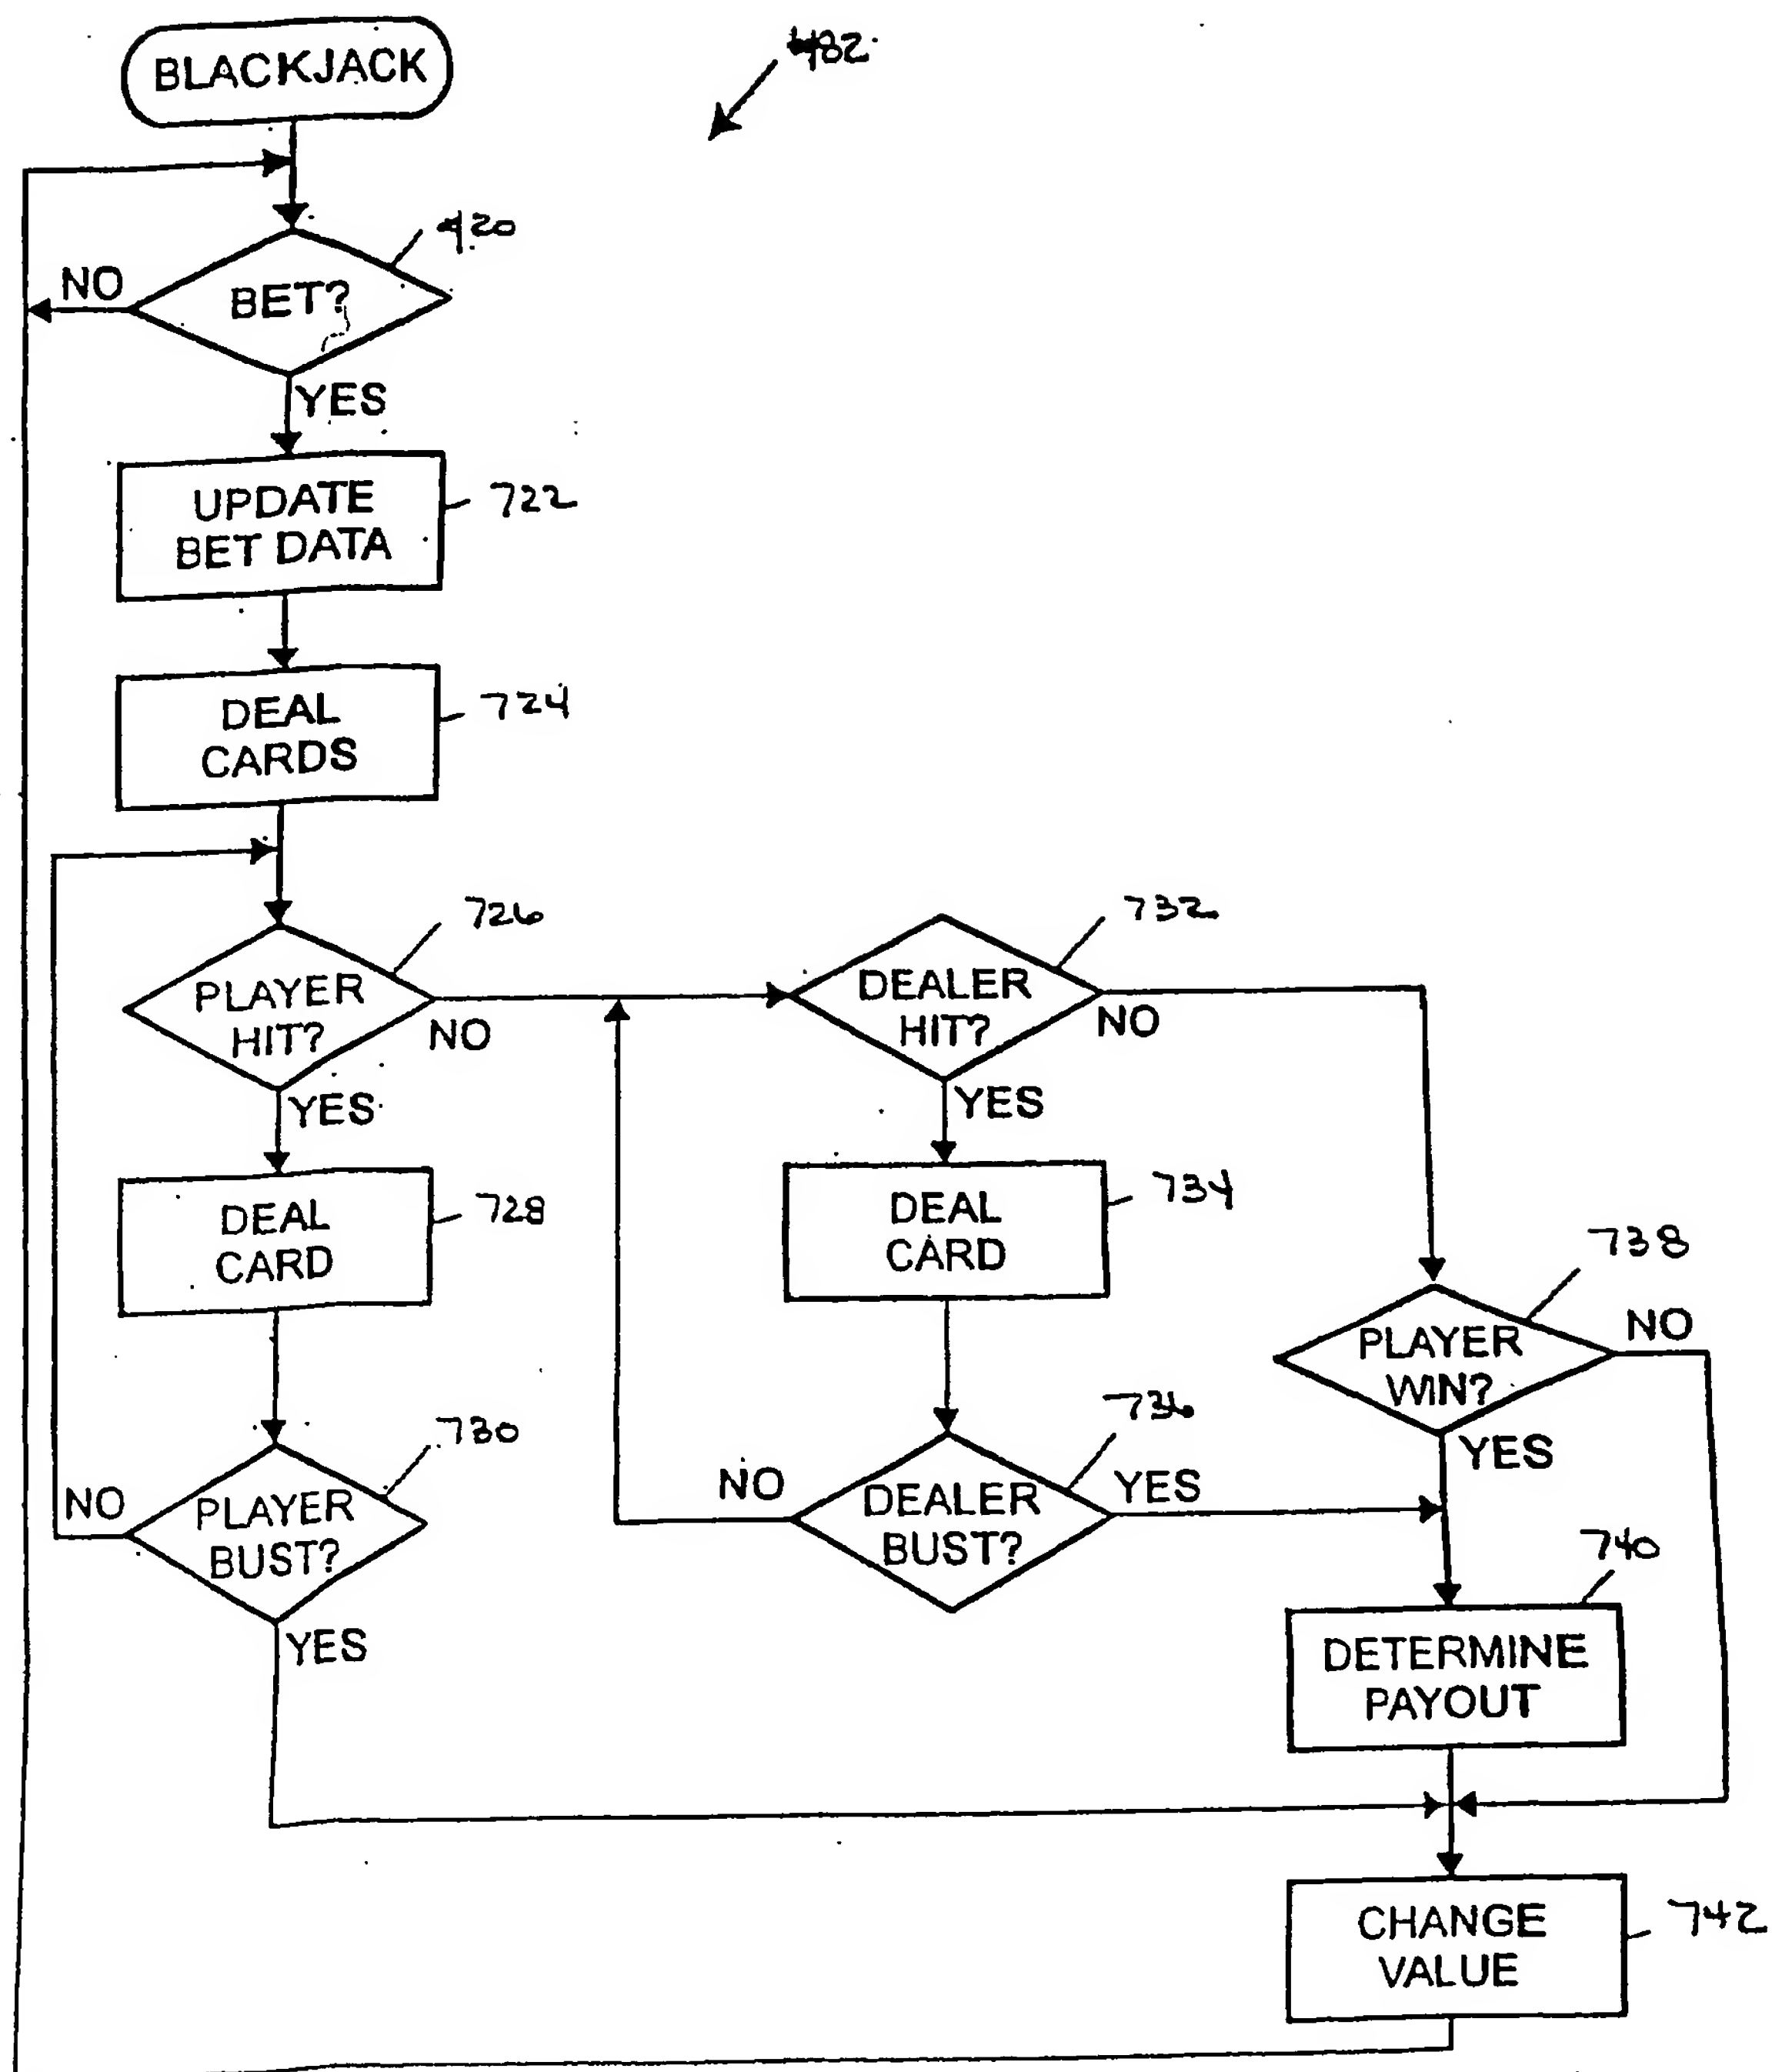 BLACKJACK
482
420
NO
BET?
YES
UPDATE
BET DATA
722
DEAL
CARDS
724
726
PLAYER
HIT?
NO
YES
732
DEALER
HIT?
NO
YES
DEAL
CARD
728
DEAL
CARD
734
738
PLAYER
WIN?
NO
YES
730
NO
PLAYER
BUST?
YES
736
NO
DEALER
BUST?
YES
740
DETERMINE
PAYOUT
CHANGE
VALUE
742